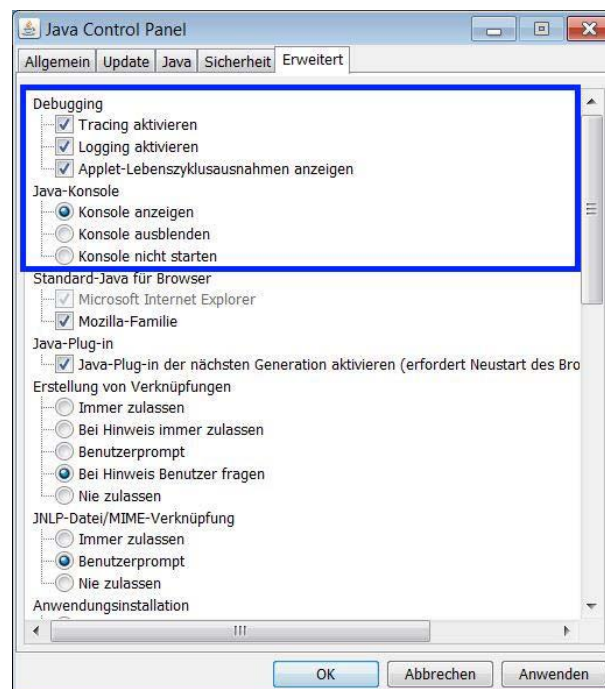 Java Control Panel
Allgemein Update Java Sicherheit Erweitert
Debugging
Tracing aktivieren
Logging aktivieren
Applet-Lebenszyklusausnahmen anzeigen
Java-Konsole
Konsole anzeigen
Konsole ausblenden
Konsole nicht starten
Standard-Java für Browser
Microsoft Internet Explorer
Mozilla-Familie
Java-Plug-in
Java-Plug-in der nächsten Generation aktivieren (erfordert Neustart des Bro
Erstellung von Verknüpfungen
Immer zulassen
Bei Hinweis immer zulassen
Benutzerprompt
Bei Hinweis Benutzer fragen
Nie zulassen
JNLP-Datei/MIME-Verknüpfung
Immer zulassen
Benutzerprompt
Nie zulassen
Anwendungsinstallation
OK Abbrechen Anwenden